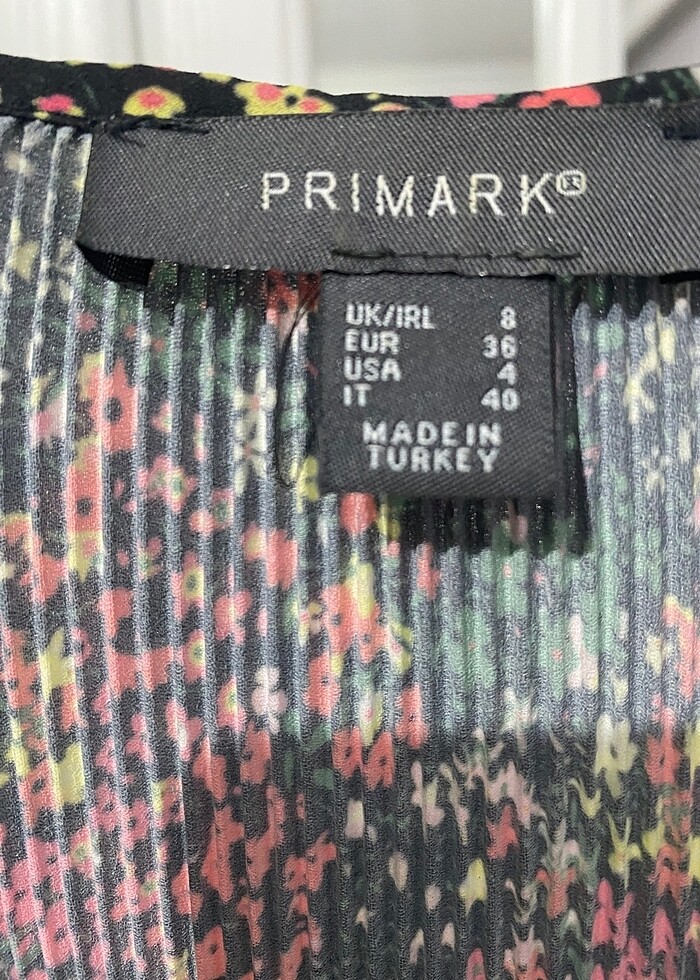 PRIMARK®
UK/IRL 8
EUR 36
USA 4
IT 40
MADE IN
TURKEY